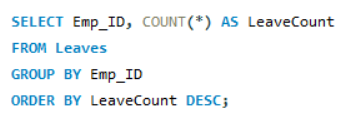 SELECT Emp_ID, COUNT(*) AS LeaveCount
FROM Leaves
GROUP BY Emp_ID
ORDER BY LeaveCount DESC;